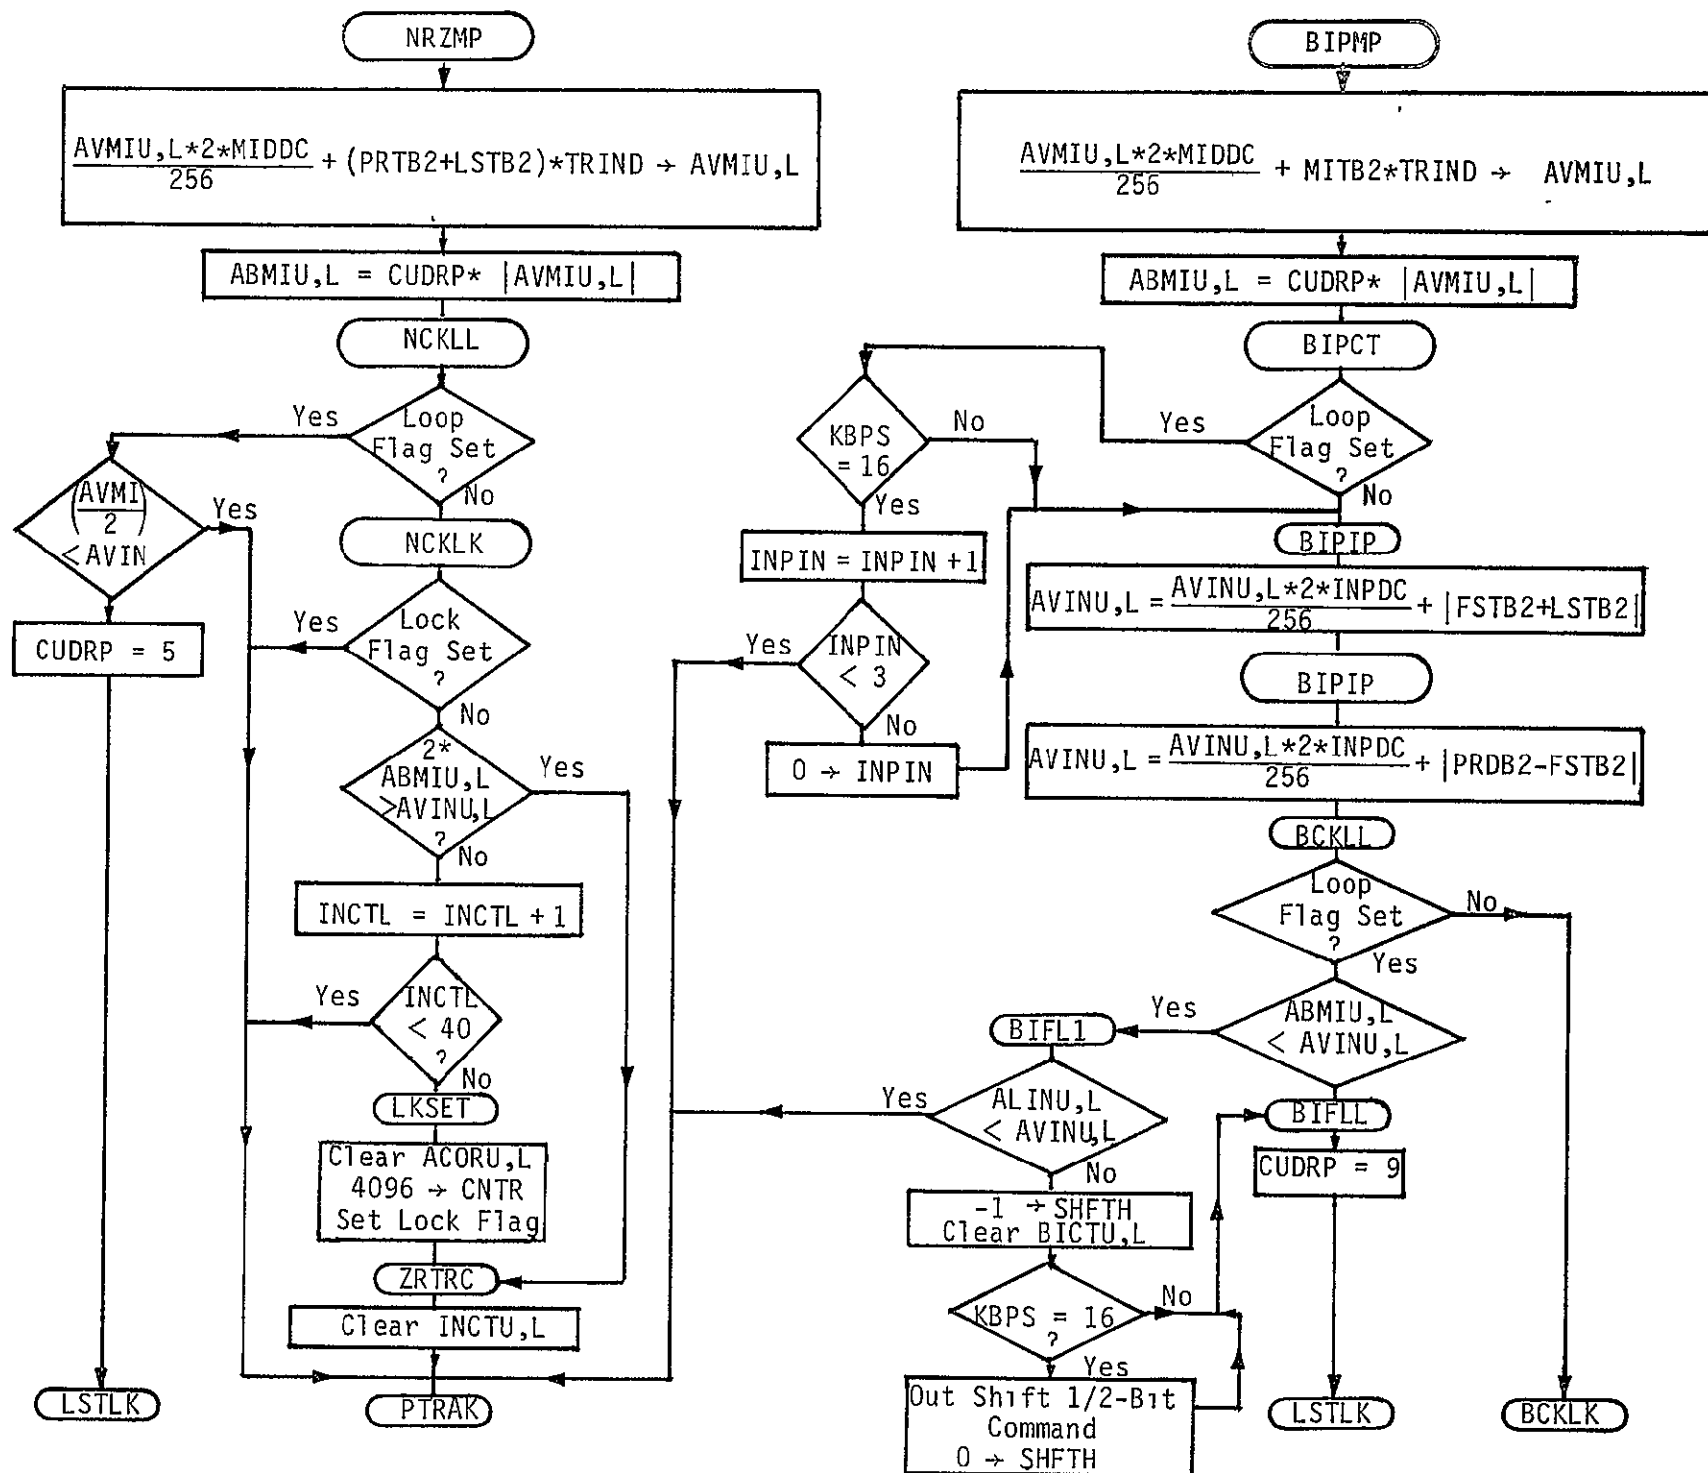 NRZMP
AVMIU,L*2*MIDDC
256
+ (PRTB2+LSTB2)*TRIND → AVMIU,L
ABMIU,L = CUDRP* |AVMIU,L|
NCKLL
Loop
Flag Set
?
Yes
No
(AVMI
2)
< AVIN
Yes
CUDRP = 5
LSTLK
NCKLK
Lock
Flag Set
?
Yes
No
2*
ABMIU,L
>AVINU,L
?
Yes
No
INCTL = INCTL + 1
INCTL
< 40
?
Yes
No
LKSET
Clear ACORU,L
4096 → CNTR
Set Lock Flag
ZRTRC
Clear INCTU,L
PTRAK
BIPMP
AVMIU,L*2*MIDDC
256
+ MITB2*TRIND → AVMIU,L
ABMIU,L = CUDRP* |AVMIU,L|
BIPCT
Loop
Flag Set
?
Yes
No
KBPS
= 16
No
Yes
INPIN = INPIN + 1
INPIN
< 3
Yes
No
0 → INPIN
BIPIP
AVINU,L = AVINU,L*2*INPDC
256
+ |FSTB2+LSTB2|
BIPIP
AVINU,L = AVINU,L*2*INPDC
256
+ |PRDB2-FSTB2|
BCKLL
Loop
Flag Set
?
No
Yes
ABMIU,L
< AVINU,L
Yes
BIFL1
ALINU,L
< AVINU,L
Yes
No
-1 → SHFTH
Clear BICTU,L
KBPS = 16
?
No
Yes
Out Shift 1/2-Bit
Command
0 → SHFTH
BIFLL
CUDRP = 9
LSTLK
BCKLK